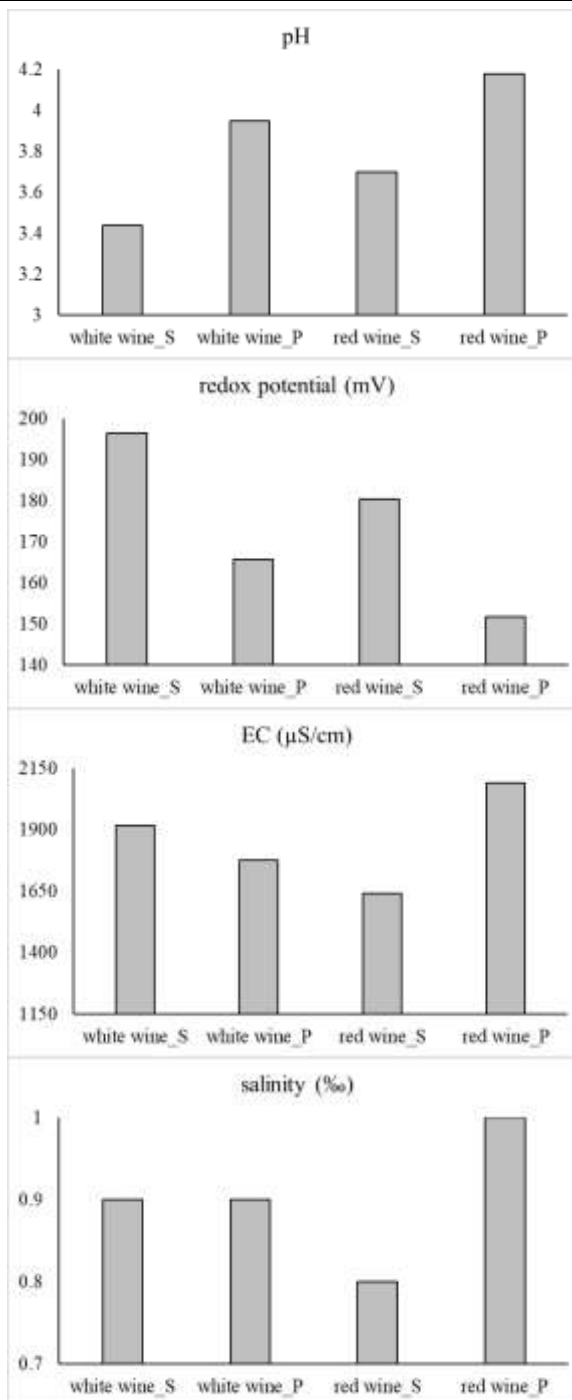 pH
4.2
4
3.8
3.6
3.4
3.2
3
white wine_S white wine_P red wine_S red wine_P
redox potential (mV)
200
190
180
170
160
150
140
white wine_S white wine_P red wine_S red wine_P
EC (µS/cm)
2150
1900
1650
1400
1150
white wine_S white wine_P red wine_S red wine_P
salinity (‰)
1
0.9
0.8
0.7
white wine_S white wine_P red wine_S red wine_P